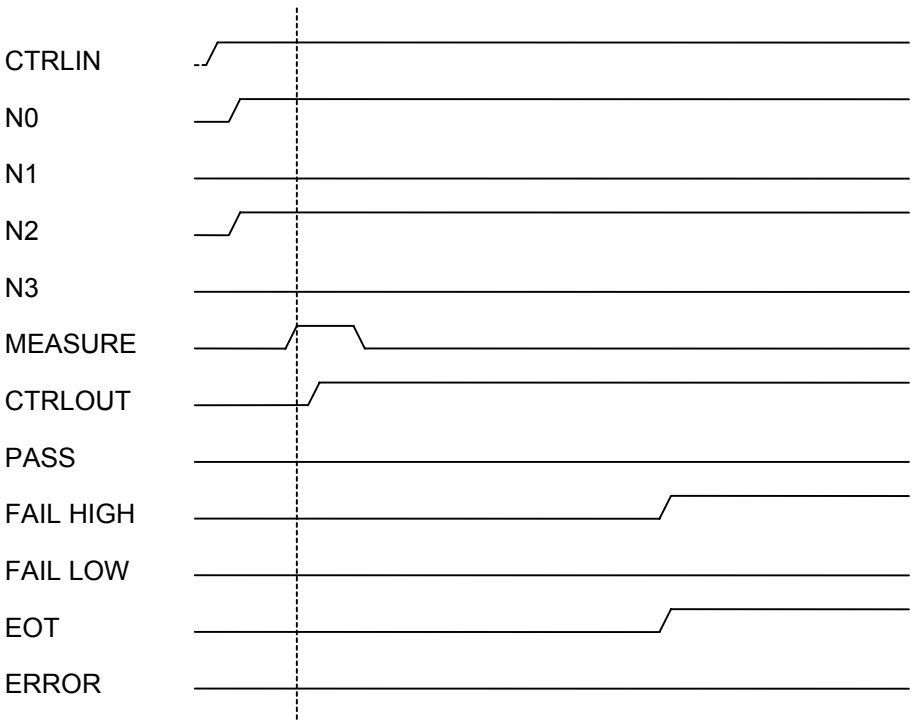 CTRLIN
N0
N1
N2
N3
MEASURE
CTRLOUT
PASS
FAIL HIGH
FAIL LOW
EOT
ERROR